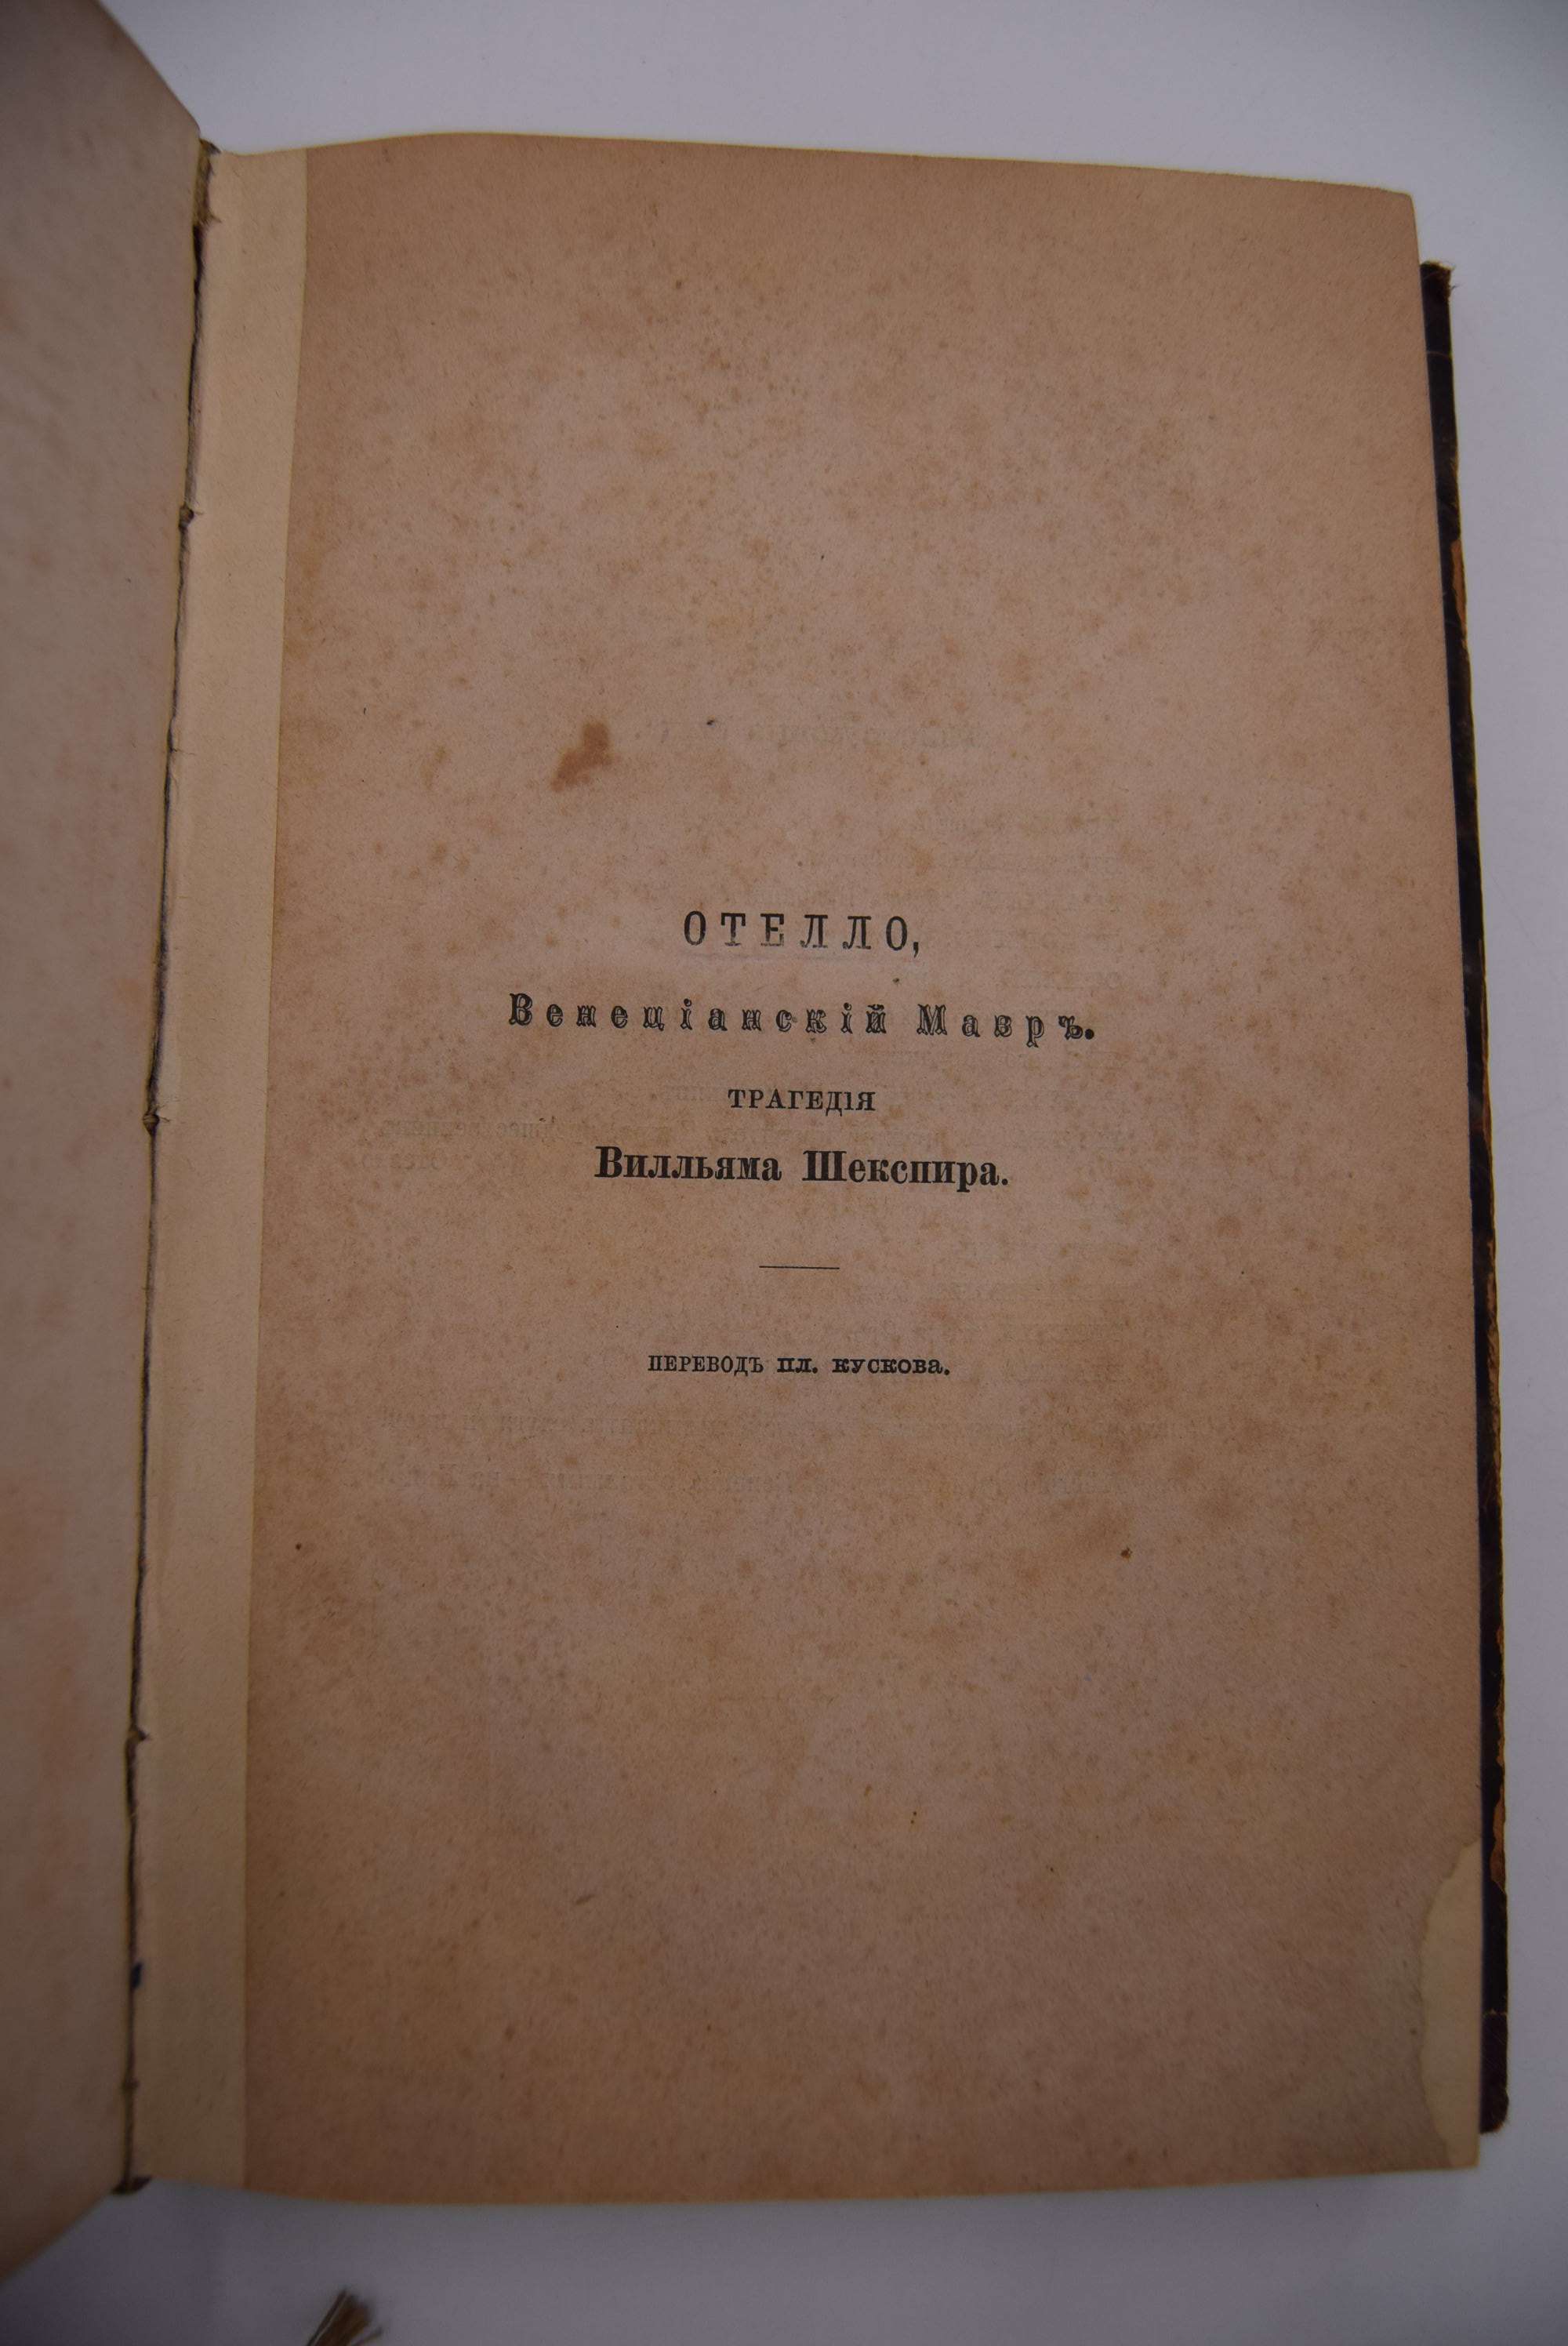 ОТЕЛЛО,
Венеціанскій Мавръ.
ТРАГЕДІЯ
Вилльяма Шекспира.
ПЕРЕВОДЪ ПЛ. КУСКОВА.